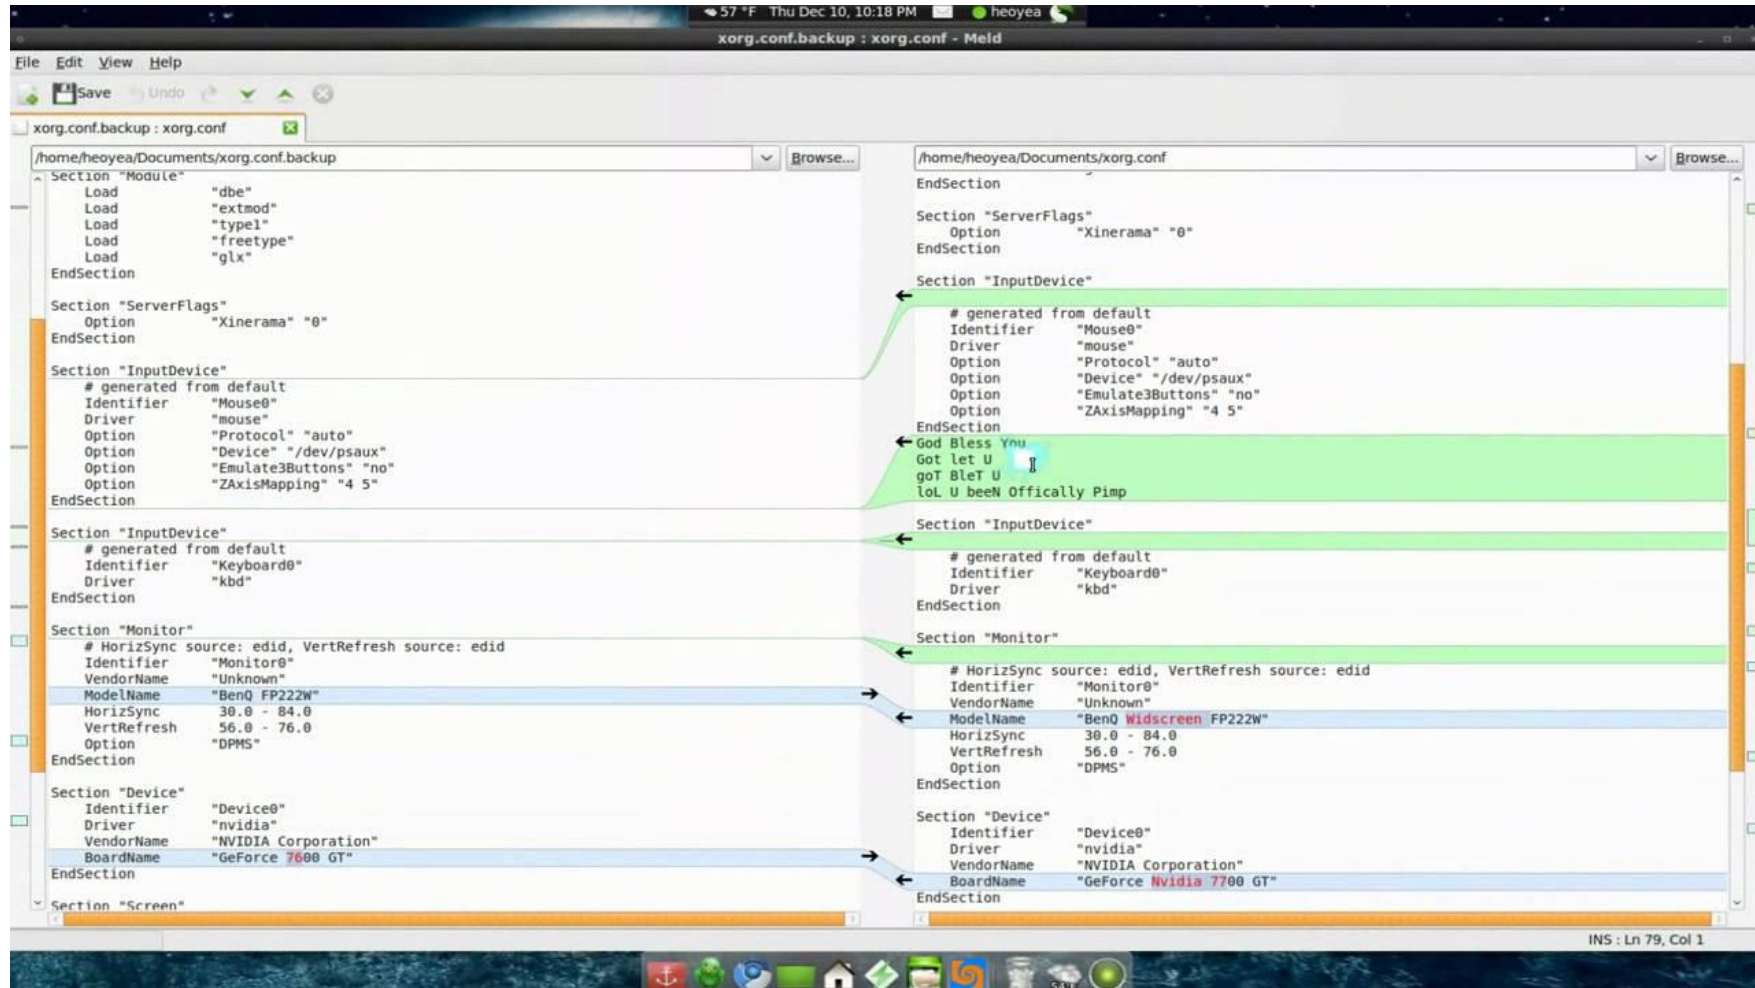 57 °F Thu Dec 10, 10:18 PM heoyea
xorg.conf.backup : xorg.conf - Meld
File Edit View Help
Save Undo
xorg.conf.backup : xorg.conf
/home/heoyea/Documents/xorg.conf.backup Browse...
Section "Module"
Load "dbe"
Load "extmod"
Load "type1"
Load "freetype"
Load "glx"
EndSection
Section "ServerFlags"
Option "Xinerama" "0"
EndSection
Section "InputDevice"
# generated from default
Identifier "Mouse0"
Driver "mouse"
Option "Protocol" "auto"
Option "Device" "/dev/psaux"
Option "Emulate3Buttons" "no"
Option "ZAxisMapping" "4 5"
EndSection
Section "InputDevice"
# generated from default
Identifier "Keyboard0"
Driver "kbd"
EndSection
Section "Monitor"
# HorizSync source: edid, VertRefresh source: edid
Identifier "Monitor0"
VendorName "Unknown"
ModelName "BenQ FP222W"
HorizSync 30.0 - 84.0
VertRefresh 56.0 - 76.0
Option "DPMS"
EndSection
Section "Device"
Identifier "Device0"
Driver "nvidia"
VendorName "NVIDIA Corporation"
BoardName "GeForce 7600 GT"
EndSection
Section "Screen"
/home/heoyea/Documents/xorg.conf Browse...
EndSection
Section "ServerFlags"
Option "Xinerama" "0"
EndSection
Section "InputDevice"
# generated from default
Identifier "Mouse0"
Driver "mouse"
Option "Protocol" "auto"
Option "Device" "/dev/psaux"
Option "Emulate3Buttons" "no"
Option "ZAxisMapping" "4 5"
EndSection
God Bless You
Got let U
goT BleT U
loL U beeN Offically Pimp
Section "InputDevice"
# generated from default
Identifier "Keyboard0"
Driver "kbd"
EndSection
Section "Monitor"
# HorizSync source: edid, VertRefresh source: edid
Identifier "Monitor0"
VendorName "Unknown"
ModelName "BenQ Widscreen FP222W"
HorizSync 30.0 - 84.0
VertRefresh 56.0 - 76.0
Option "DPMS"
EndSection
Section "Device"
Identifier "Device0"
Driver "nvidia"
VendorName "NVIDIA Corporation"
BoardName "GeForce Nvidia 7700 GT"
EndSection
INS : Ln 79, Col 1